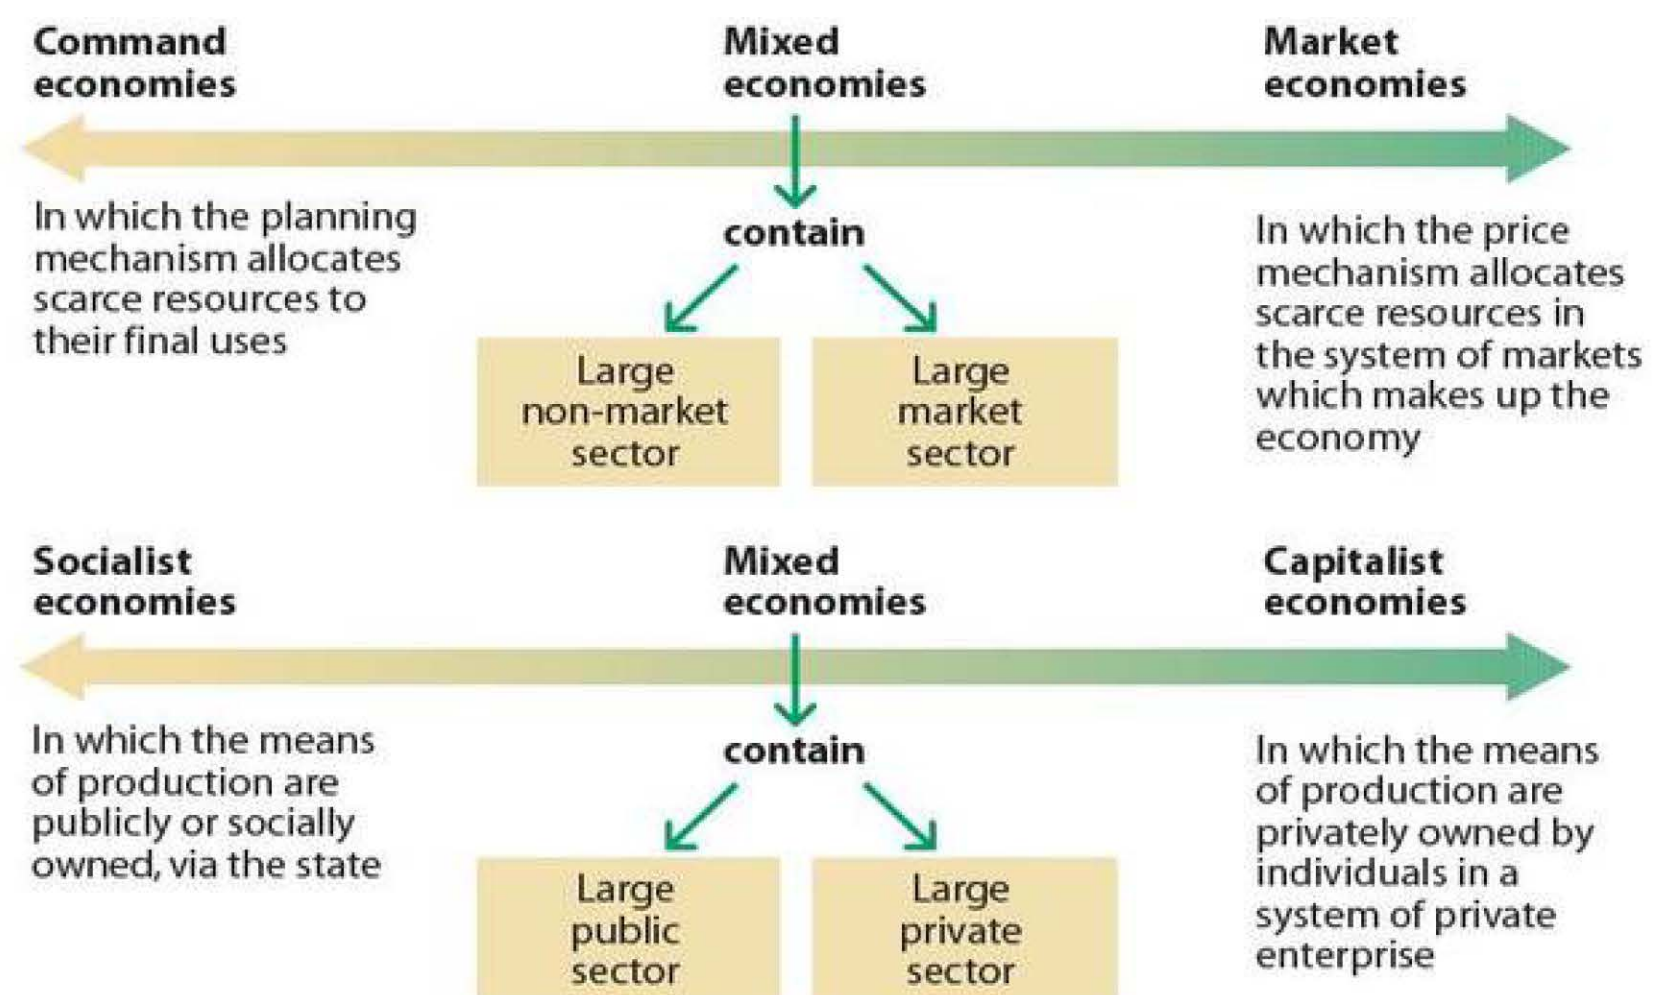 Command
economies
Mixed
economies
Market
economies
In which the planning
mechanism allocates
scarce resources to
their final uses
contain
Large
non-market
sector
Large
market
sector
In which the price
mechanism allocates
scarce resources in
the system of markets
which makes up the
economy
Socialist
economies
Mixed
economies
Capitalist
economies
In which the means
of production are
publicly or socially
owned, via the state
contain
Large
public
sector
Large
private
sector
In which the means
of production are
privately owned by
individuals in a
system of private
enterprise